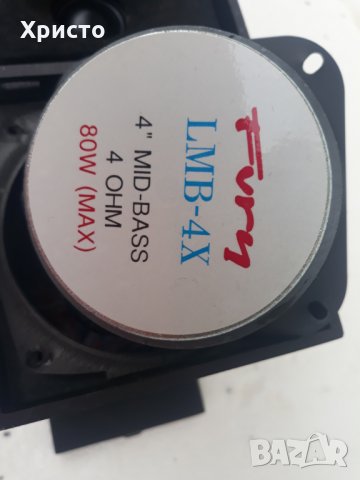 Христо
Fury
LMB-4X
4" MID-BASS
4 OHM
80W (MAX)
BAZAR